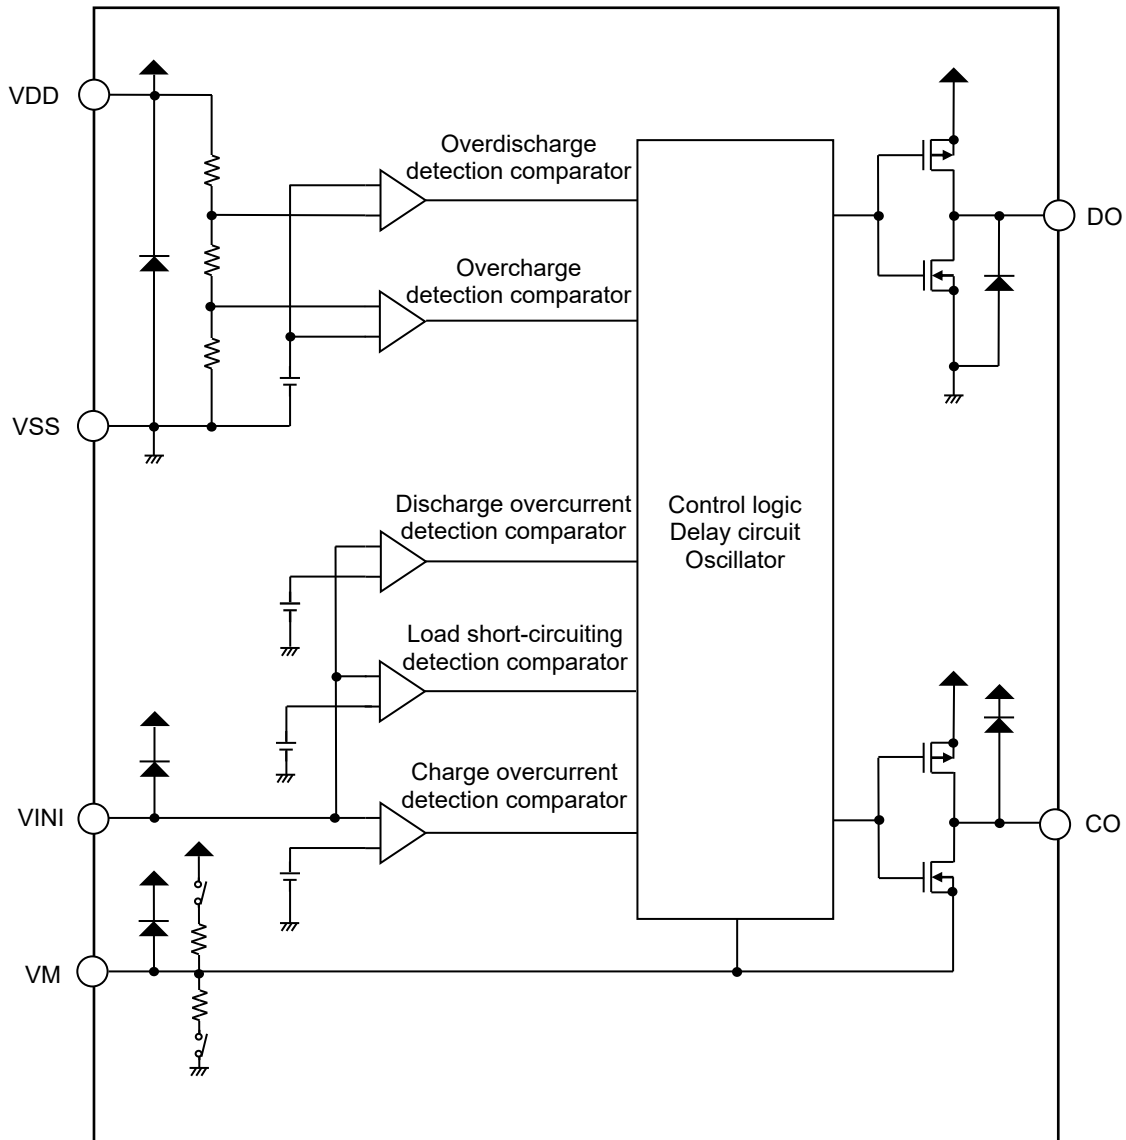 VDD
Overdischarge
detection comparator
DO
Overcharge
detection comparator
VSS
Discharge overcurrent
detection comparator
Control logic
Delay circuit
Oscillator
Load short-circuiting
detection comparator
Charge overcurrent
detection comparator
VINI
CO
VM